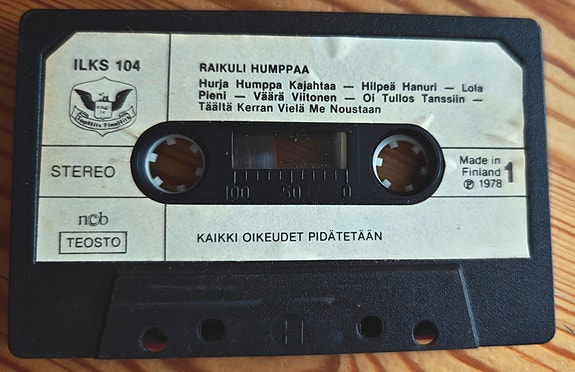 ILKS 104
RAIKULI HUMPPAA
Hurja Humppa Kajahtaa — Hilpeä Hanuri — Lola
Pieni — Väärä Viitonen — Oi Tullos Tanssiin —
Täältä Kerran Vielä Me Noustaan
STEREO
100 50 0
Made in
Finland
℗ 1978
1
ncb
TEOSTO
KAIKKI OIKEUDET PIDÄTETÄÄN